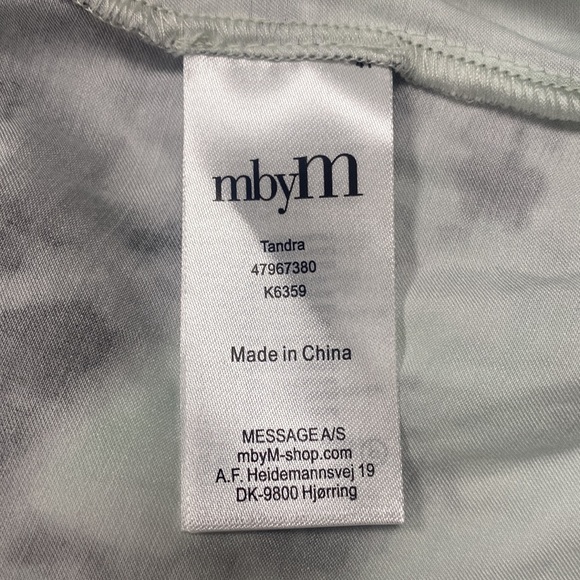 mbyM
Tandra
47967380
K6359
Made in China
MESSAGE A/S
mbyM-shop.com
A.F. Heidemannsvej 19
DK-9800 Hjørring